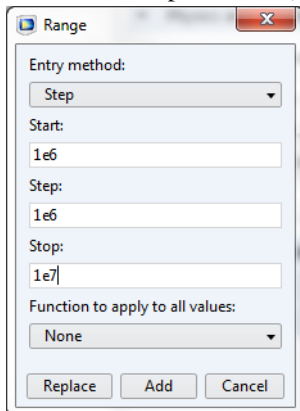 Range
Entry method:
Step
Start:
1e6
Step:
1e6
Stop:
1e7
Function to apply to all values:
None
Replace Add Cancel